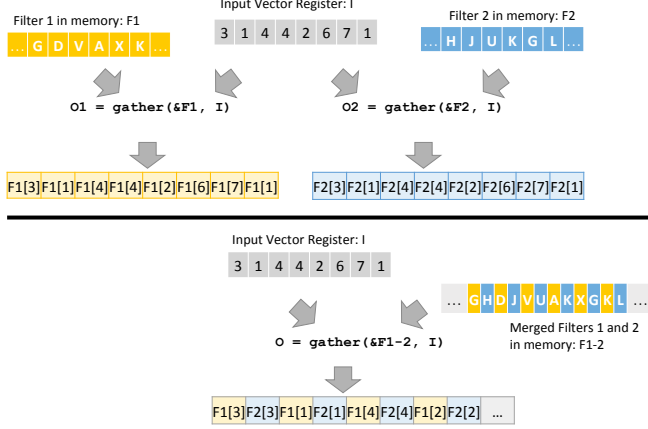 Input Vector Register: I
Filter 1 in memory: F1
Filter 2 in memory: F2
... G D V A X K ...
3 1 4 4 2 6 7 1
... H J U K G L ...
O1 = gather(&F1, I)
O2 = gather(&F2, I)
F1[3] F1[1] F1[4] F1[4] F1[2] F1[6] F1[7] F1[1]
F2[3] F2[1] F2[4] F2[4] F2[2] F2[6] F2[7] F2[1]
Input Vector Register: I
3 1 4 4 2 6 7 1
... G H D J V U A K X G K L ...
Merged Filters 1 and 2
in memory: F1-2
O = gather(&F1-2, I)
F1[3] F2[3] F1[1] F2[1] F1[4] F2[4] F1[2] F2[2] ...